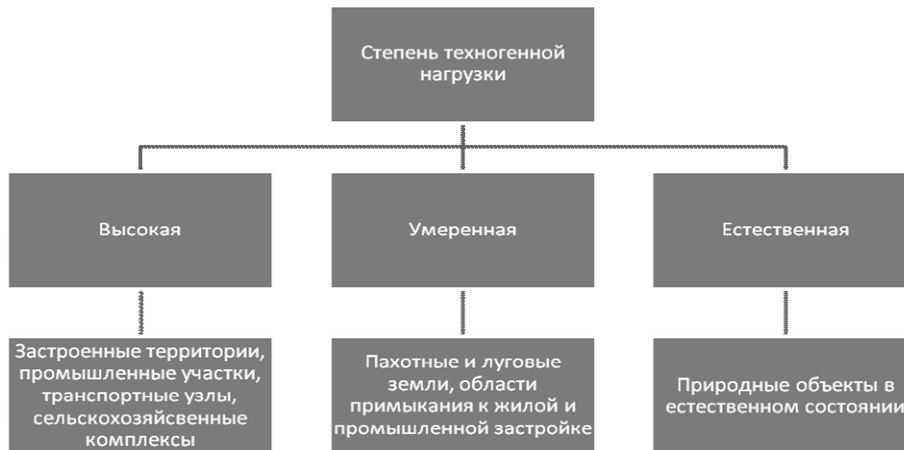 Степень техногенной
нагрузки
Высокая
Умеренная
Естественная
Застроенные территории,
промышленные участки,
транспортные узлы,
сельскохозяйсвенные
комплексы
Пахотные и луговые
земли, области
примыкания к жилой и
промышленной застройке
Природные объекты в
естественном состоянии